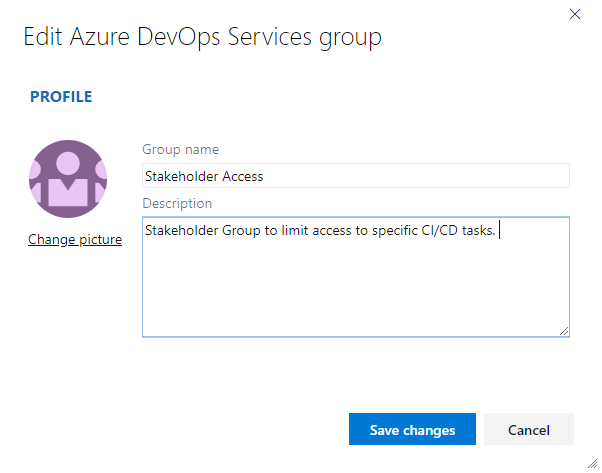 Edit Azure DevOps Services group
PROFILE
Group name
Stakeholder Access
Description
Stakeholder Group to limit access to specific CI/CD tasks.
Change picture
Save changes
Cancel